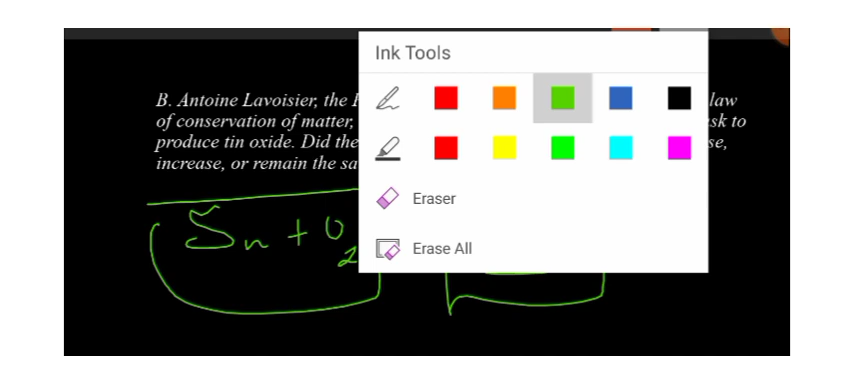 Ink Tools
B. Antoine Lavoisier, the law
of conservation of matter, sk to
produce tin oxide. Did the se,
increase, or remain the sa
Eraser
Sn + O2
Erase All